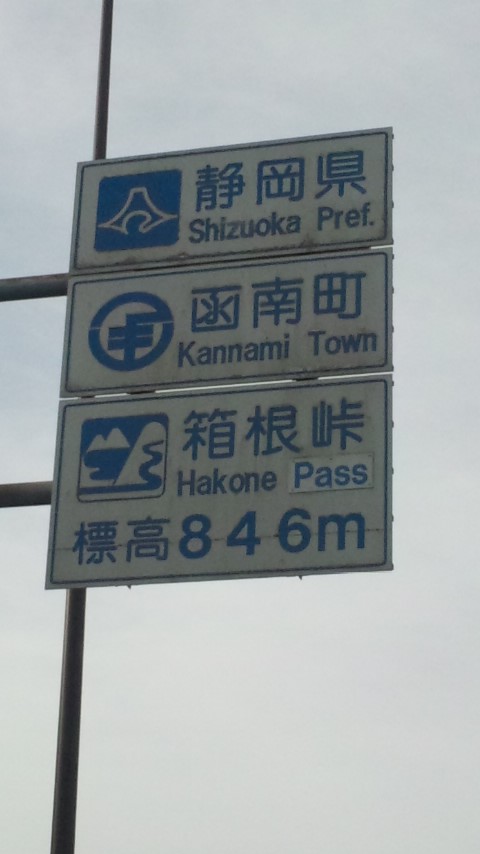 静岡県
Shizuoka Pref.
函南町
Kannami Town
箱根峠
Hakone Pass
標高846m